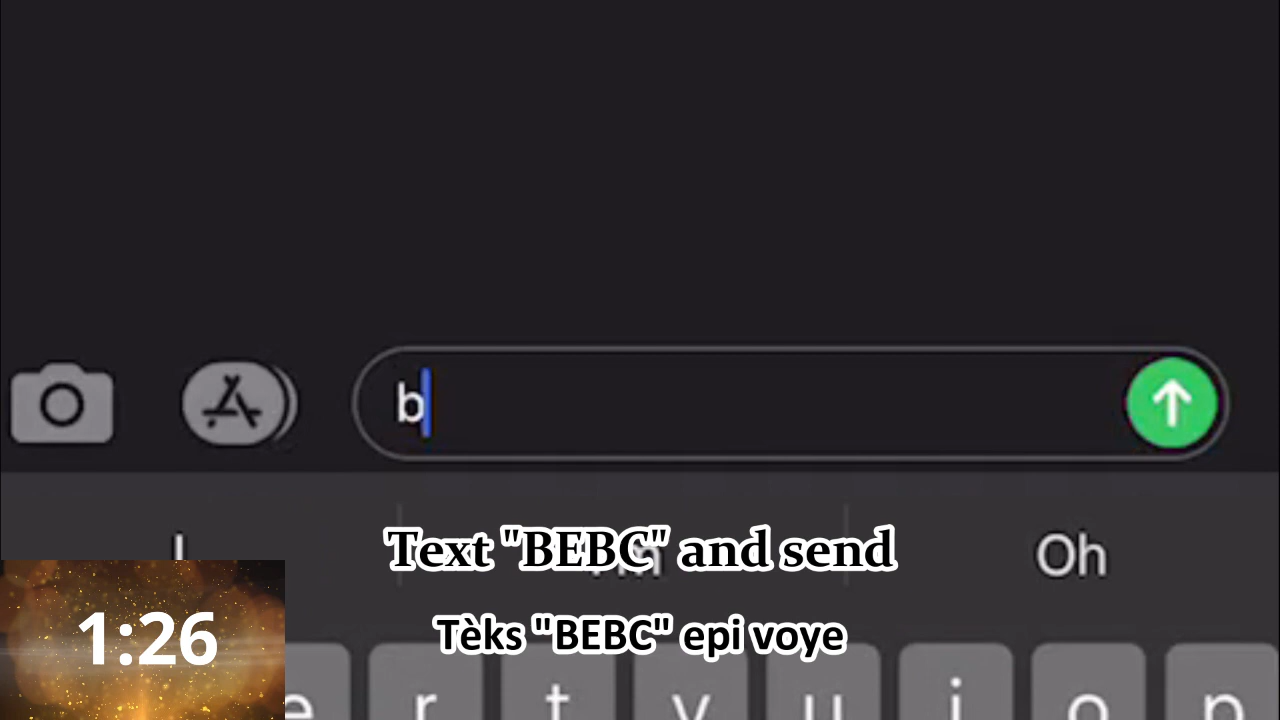 b
I
Oh
Text "BEBC" and send
Tèks "BEBC" epi voye
1:26
e r t y u i o p